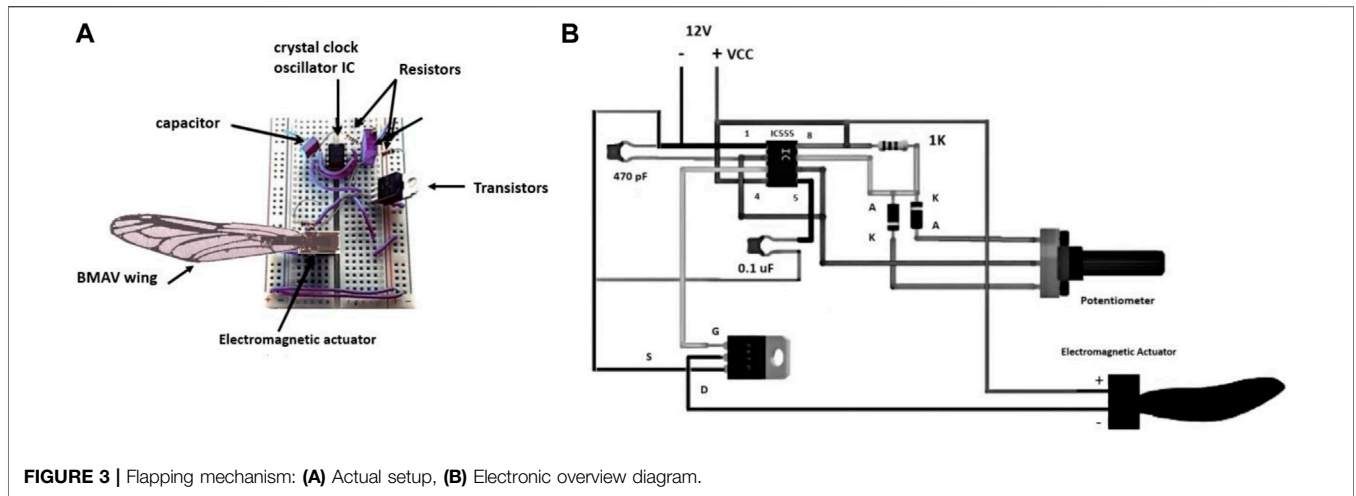 A
crystal clock
oscillator IC
Resistors
capacitor
Transistors
BMAV wing
Electromagnetic actuator
B
12V
- + VCC
1 IC555 8
IC
1K
470 pF
4 5
A K
K A
0.1 uF
Potentiometer
G
S
D
Electromagnetic Actuator
+
-
FIGURE 3 | Flapping mechanism: (A) Actual setup, (B) Electronic overview diagram.